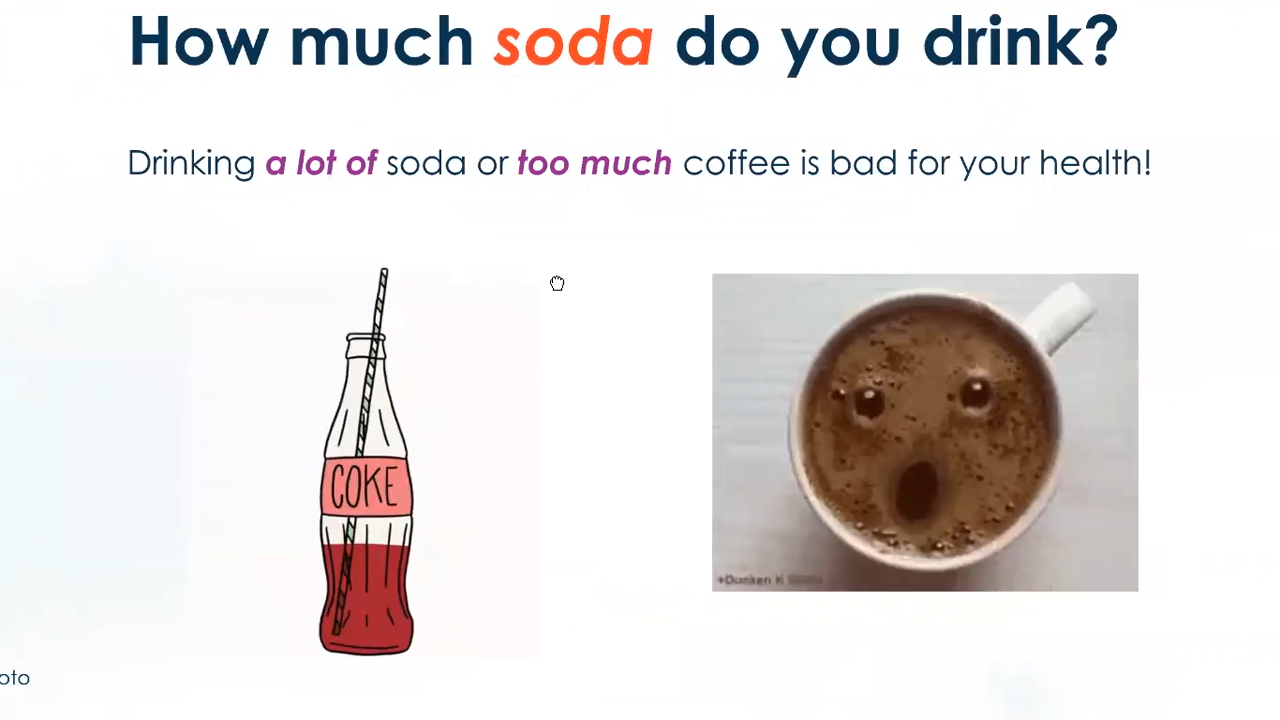 How much soda do you drink?
Drinking a lot of soda or too much coffee is bad for your health!
COKE
+Dunken K
oto